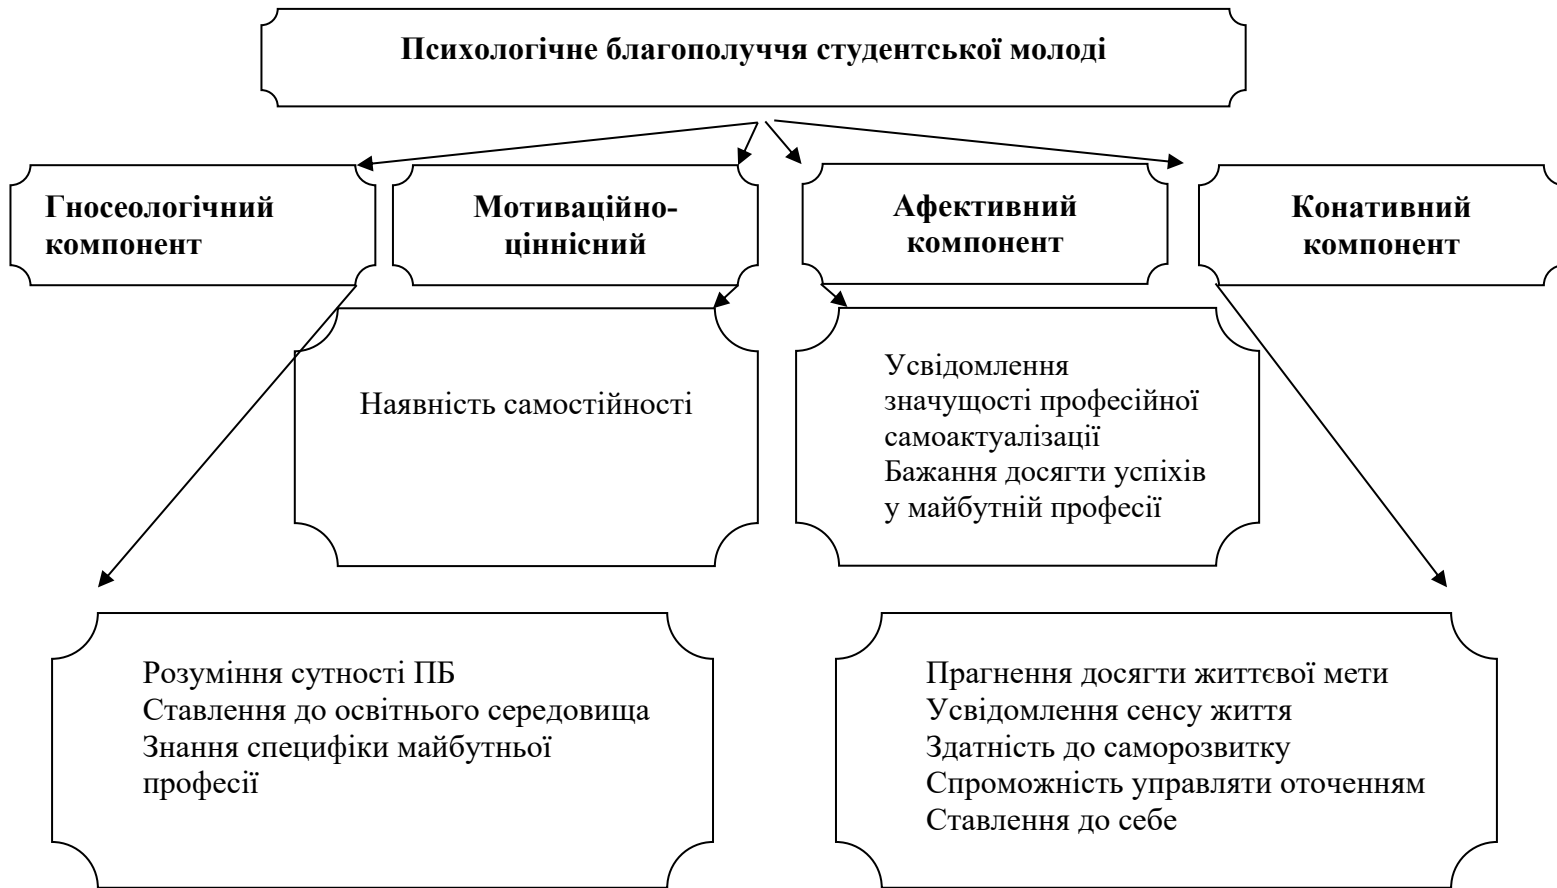 Психологічне благополуччя студентської молоді
Гносеологічний
компонент
Мотиваційно-
ціннісний
Афективний
компонент
Конативний
компонент
Наявність самостійності
Усвідомлення
значущості професійної
самоактуалізації
Бажання досягти успіхів
у майбутній професії
Розуміння сутності ПБ
Ставлення до освітнього середовища
Знання специфіки майбутньої
професії
Прагнення досягти життєвої мети
Усвідомлення сенсу життя
Здатність до саморозвитку
Спроможність управляти оточенням
Ставлення до себе